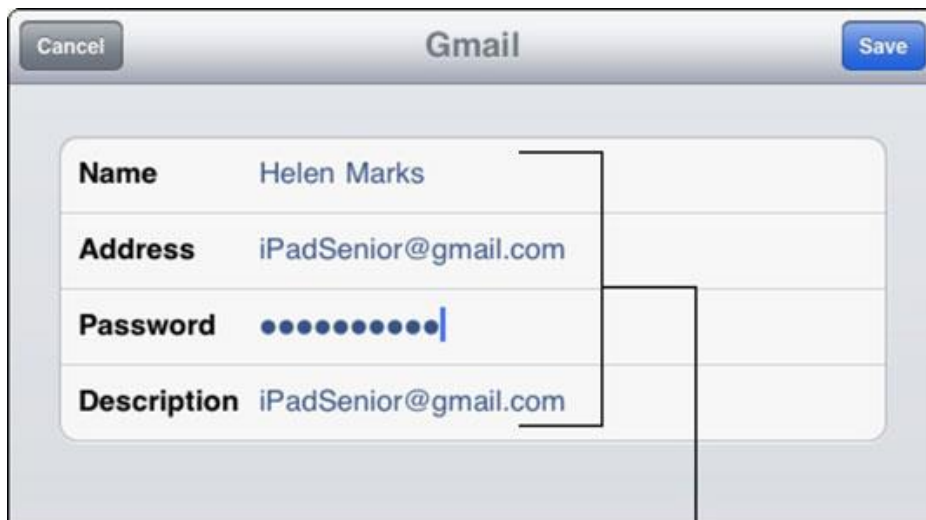 Cancel Gmail Save
Name Helen Marks
Address iPadSenior@gmail.com
Password ●●●●●●●●●●
Description iPadSenior@gmail.com